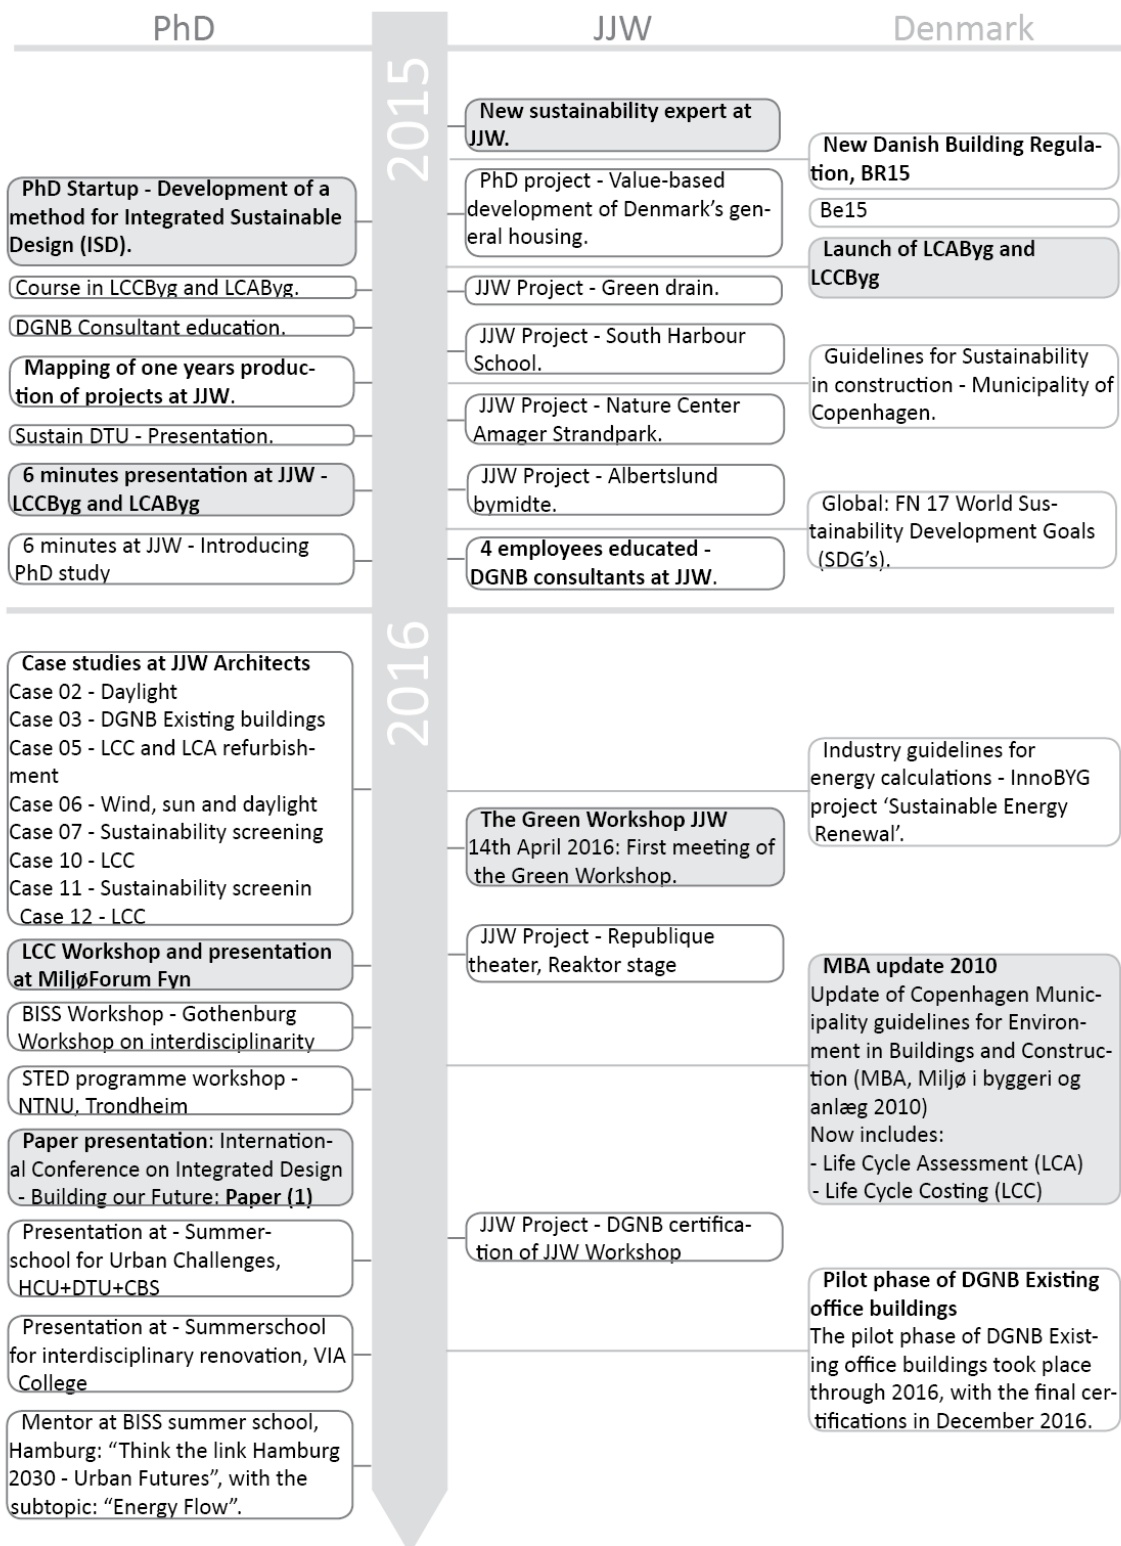 PhD
JJW
Denmark
2015
PhD Startup - Development of a
method for Integrated Sustainable
Design (ISD).
Course in LCCByg and LCAByg.
DGNB Consultant education.
Mapping of one years produc-
tion of projects at JJW.
Sustain DTU - Presentation.
6 minutes presentation at JJW -
LCCByg and LCAByg
6 minutes at JJW - Introducing
PhD study
New sustainability expert at
JJW.
PhD project - Value-based
development of Denmark's gen-
eral housing.
JJW Project - Green drain.
JJW Project - South Harbour
School.
JJW Project - Nature Center
Amager Strandpark.
JJW Project - Albertslund
bymidte.
4 employees educated -
DGNB consultants at JJW.
New Danish Building Regula-
tion, BR15
Be15
Launch of LCAByg and
LCCByg
Guidelines for Sustainability
in construction - Municipality of
Copenhagen.
Global: FN 17 World Sus-
tainability Development Goals
(SDG's).
2016
Case studies at JJW Architects
Case 02 - Daylight
Case 03 - DGNB Existing buildings
Case 05 - LCC and LCA refurbish-
ment
Case 06 - Wind, sun and daylight
Case 07 - Sustainability screening
Case 10 - LCC
Case 11 - Sustainability screenin
Case 12 - LCC
LCC Workshop and presentation
at MiljøForum Fyn
BISS Workshop - Gothenburg
Workshop on interdisciplinarity
STED programme workshop -
NTNU, Trondheim
Paper presentation: Internation-
al Conference on Integrated Design
- Building our Future: Paper (1)
Presentation at - Summer-
school for Urban Challenges,
HCU+DTU+CBS
Presentation at - Summerschool
for interdisciplinary renovation, VIA
College
Mentor at BISS summer school,
Hamburg: “Think the link Hamburg
2030 - Urban Futures”, with the
subtopic: “Energy Flow”.
The Green Workshop JJW
14th April 2016: First meeting of
the Green Workshop.
JJW Project - Republique
theater, Reaktor stage
JJW Project - DGNB certifica-
tion of JJW Workshop
Industry guidelines for
energy calculations - InnoBYG
project ‘Sustainable Energy
Renewal’.
MBA update 2010
Update of Copenhagen Munic-
ipality guidelines for Environ-
ment in Buildings and Construc-
tion (MBA, Miljø i byggeri og
anlæg 2010)
Now includes:
- Life Cycle Assessment (LCA)
- Life Cycle Costing (LCC)
Pilot phase of DGNB Existing
office buildings
The pilot phase of DGNB Exist-
ing office buildings took place
through 2016, with the final cer-
tifications in December 2016.